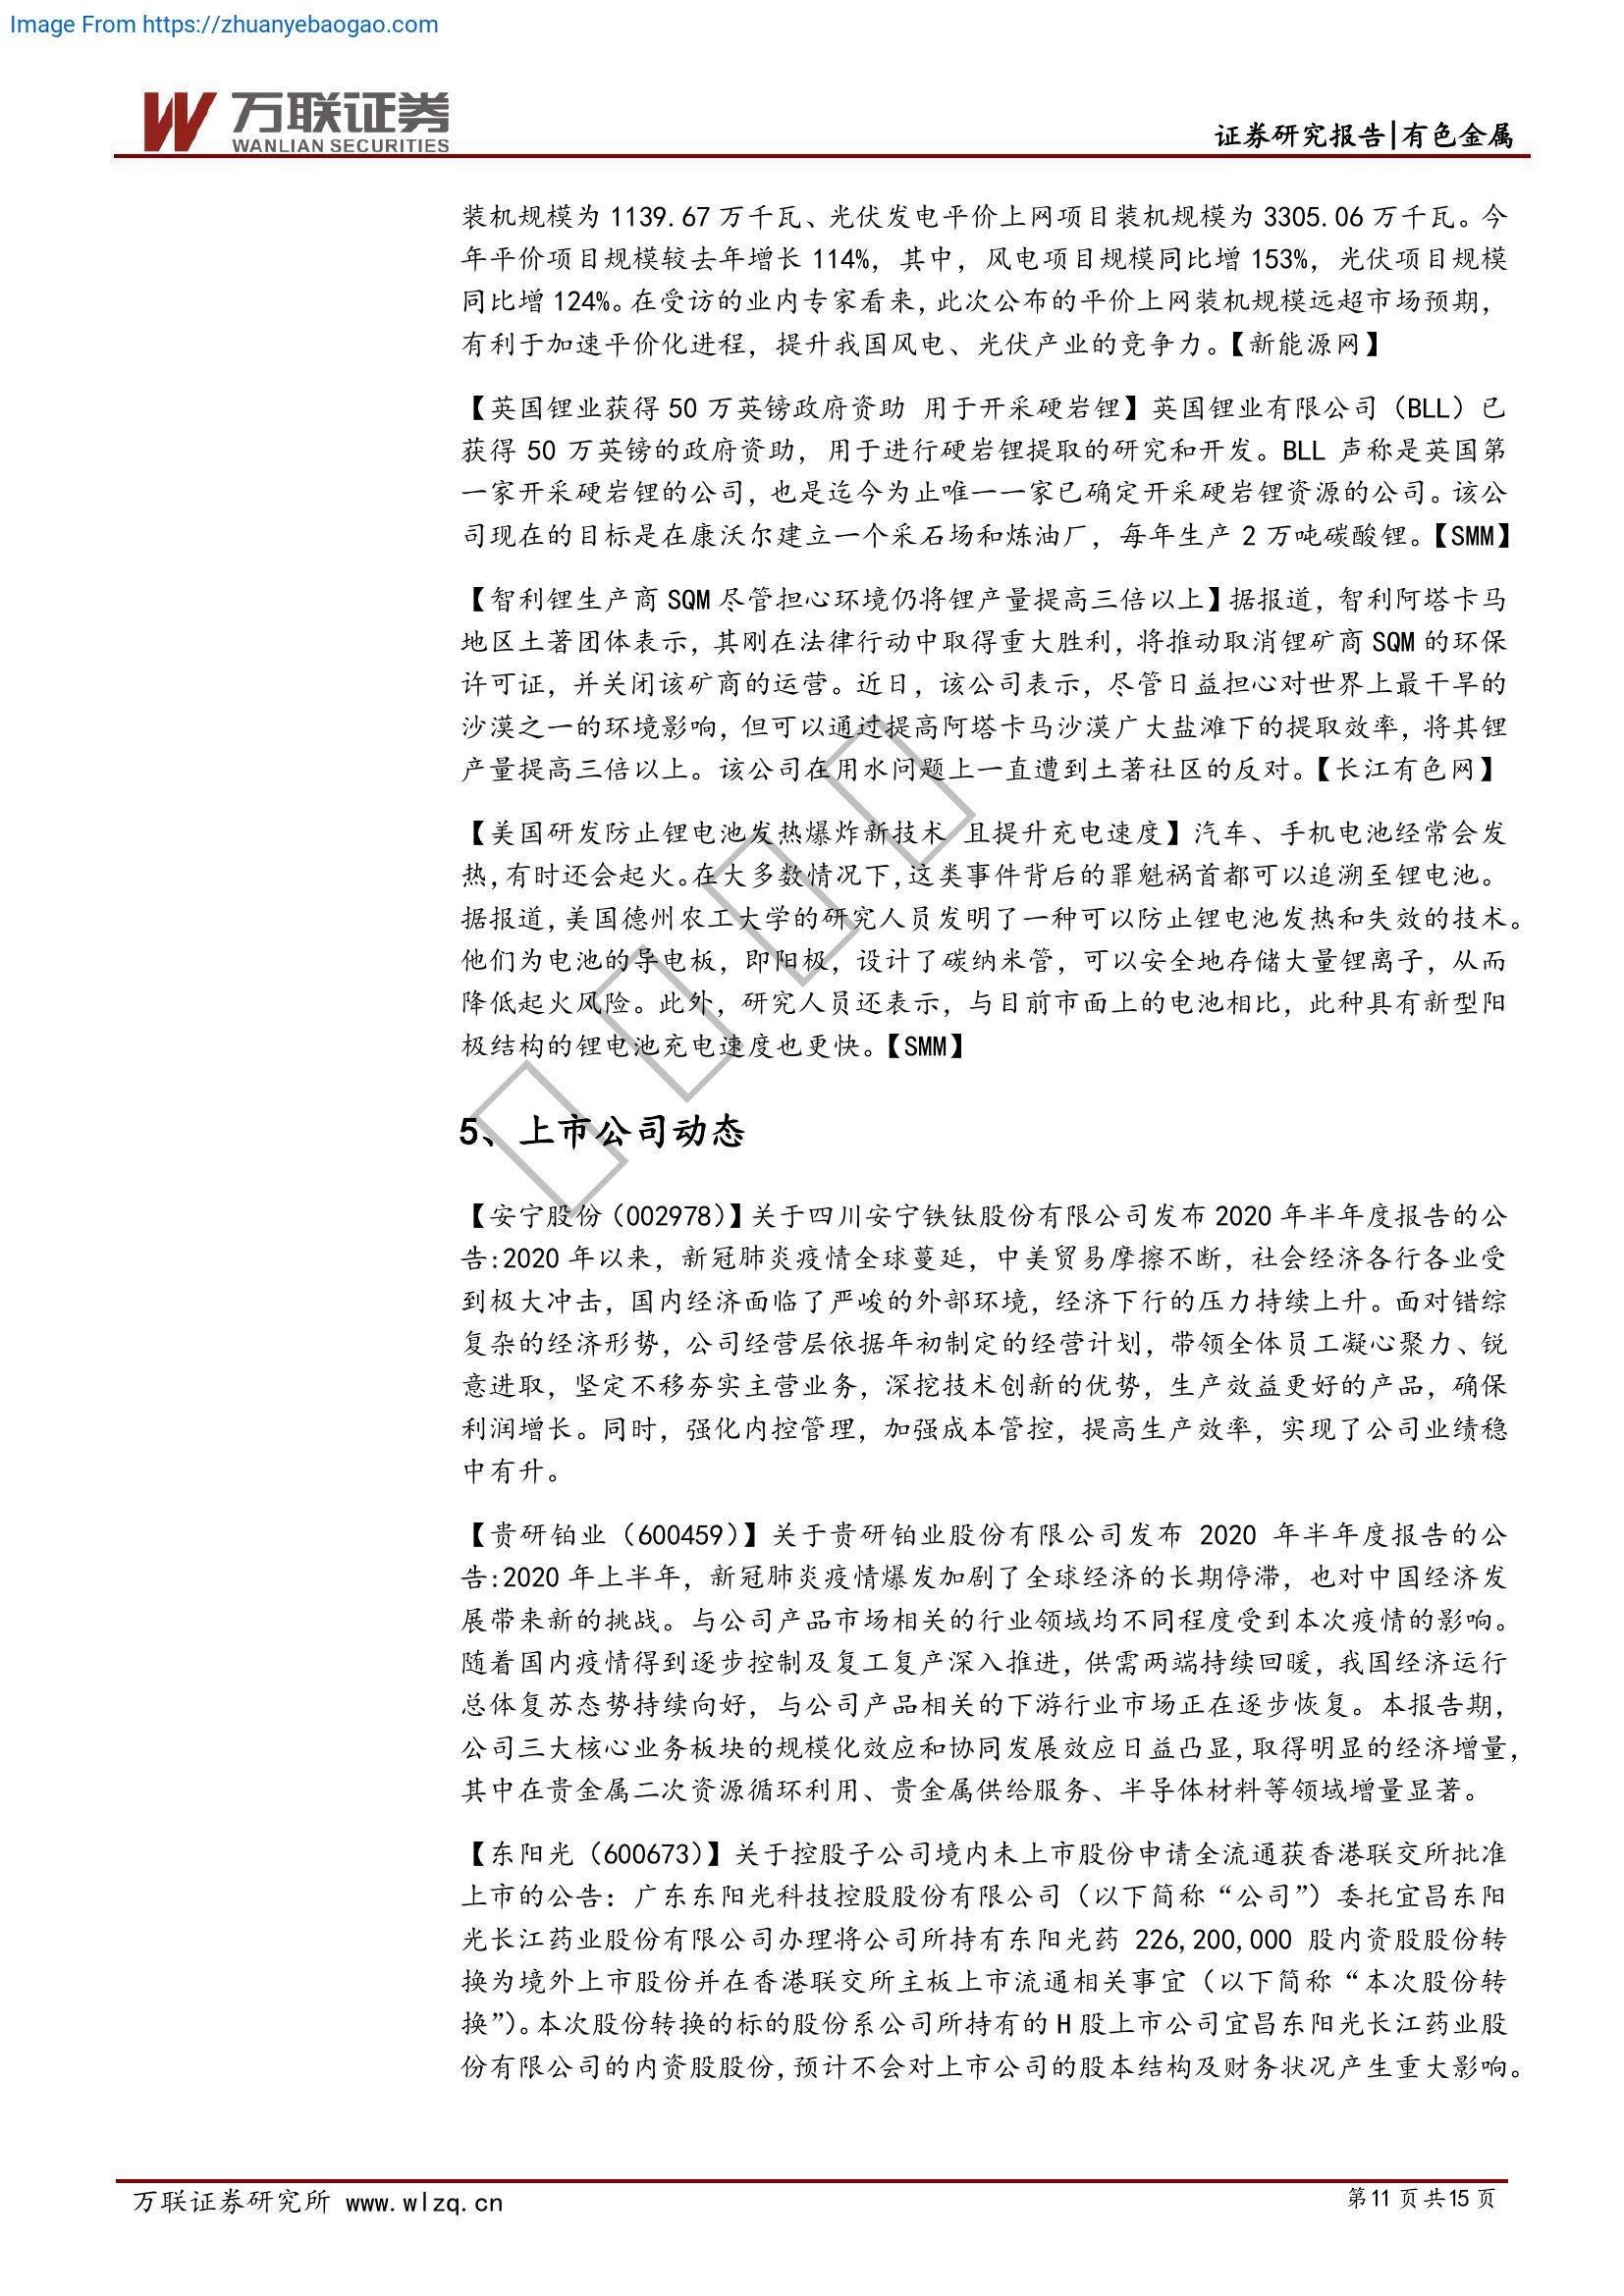 Image From https://zhuanyebaogao.com
万联证券
WANLIAN SECURITIES
证券研究报告|有色金属
装机规模为 1139.67 万千瓦、光伏发电平价上网项目装机规模为 3305.06 万千瓦。今
年平价项目规模较去年增长 114%，其中，风电项目规模同比增 153%，光伏项目规模
同比增 124%。在受访的业内专家看来，此次公布的平价上网装机规模远超市场预期，
有利于加速平价化进程，提升我国风电、光伏产业的竞争力。【新能源网】
【英国锂业获得 50 万英镑政府资助 用于开采硬岩锂】英国锂业有限公司（BLL）已
获得 50 万英镑的政府资助，用于进行硬岩锂提取的研究和开发。BLL 声称是英国第
一家开采硬岩锂的公司，也是迄今为止唯一一家已确定开采硬岩锂资源的公司。该公
司现在的目标是在康沃尔建立一个采石场和炼油厂，每年生产 2 万吨碳酸锂。【SMM】
【智利锂生产商 SQM 尽管担心环境仍将锂产量提高三倍以上】据报道，智利阿塔卡马
地区土著团体表示，其刚在法律行动中取得重大胜利，将推动取消锂矿商 SQM 的环保
许可证，并关闭该矿商的运营。近日，该公司表示，尽管日益担心对世界上最干旱的
沙漠之一的环境影响，但可以通过提高阿塔卡马沙漠广大盐滩下的提取效率，将其锂
产量提高三倍以上。该公司在用水问题上一直遭到土著社区的反对。【长江有色网】
【美国研发防止锂电池发热爆炸新技术 且提升充电速度】汽车、手机电池经常会发
热，有时还会起火。在大多数情况下，这类事件背后的罪魁祸首都可以追溯至锂电池。
据报道，美国德州农工大学的研究人员发明了一种可以防止锂电池发热和失效的技术。
他们为电池的导电板，即阳极，设计了碳纳米管，可以安全地存储大量锂离子，从而
降低起火风险。此外，研究人员还表示，与目前市面上的电池相比，此种具有新型阳
极结构的锂电池充电速度也更快。【SMM】
5、上市公司动态
【安宁股份（002978）】关于四川安宁铁钛股份有限公司发布 2020 年半年度报告的公
告:2020 年以来，新冠肺炎疫情全球蔓延，中美贸易摩擦不断，社会经济各行各业受
到极大冲击，国内经济面临了严峻的外部环境，经济下行的压力持续上升。面对错综
复杂的经济形势，公司经营层依据年初制定的经营计划，带领全体员工凝心聚力、锐
意进取，坚定不移夯实主营业务，深挖技术创新的优势，生产效益更好的产品，确保
利润增长。同时，强化内控管理，加强成本管控，提高生产效率，实现了公司业绩稳
中有升。
【贵研铂业（600459）】关于贵研铂业股份有限公司发布 2020 年半年度报告的公
告:2020 年上半年，新冠肺炎疫情爆发加剧了全球经济的长期停滞，也对中国经济发
展带来新的挑战。与公司产品市场相关的行业领域均不同程度受到本次疫情的影响。
随着国内疫情得到逐步控制及复工复产深入推进，供需两端持续回暖，我国经济运行
总体复苏态势持续向好，与公司产品相关的下游行业市场正在逐步恢复。本报告期，
公司三大核心业务板块的规模化效应和协同发展效应日益凸显，取得明显的经济增量，
其中在贵金属二次资源循环利用、贵金属供给服务、半导体材料等领域增量显著。
【东阳光（600673）】关于控股子公司境内未上市股份申请全流通获香港联交所批准
上市的公告：广东东阳光科技控股股份有限公司（以下简称“公司”）委托宜昌东阳
光长江药业股份有限公司办理将公司所持有东阳光药 226,200,000 股内资股股份转
换为境外上市股份并在香港联交所主板上市流通相关事宜（以下简称“本次股份转
换”）。本次股份转换的标的股份系公司所持有的 H 股上市公司宜昌东阳光长江药业股
份有限公司的内资股股份，预计不会对上市公司的股本结构及财务状况产生重大影响。
万联证券研究所 www.wlzq.cn
第 11 页 共 15 页